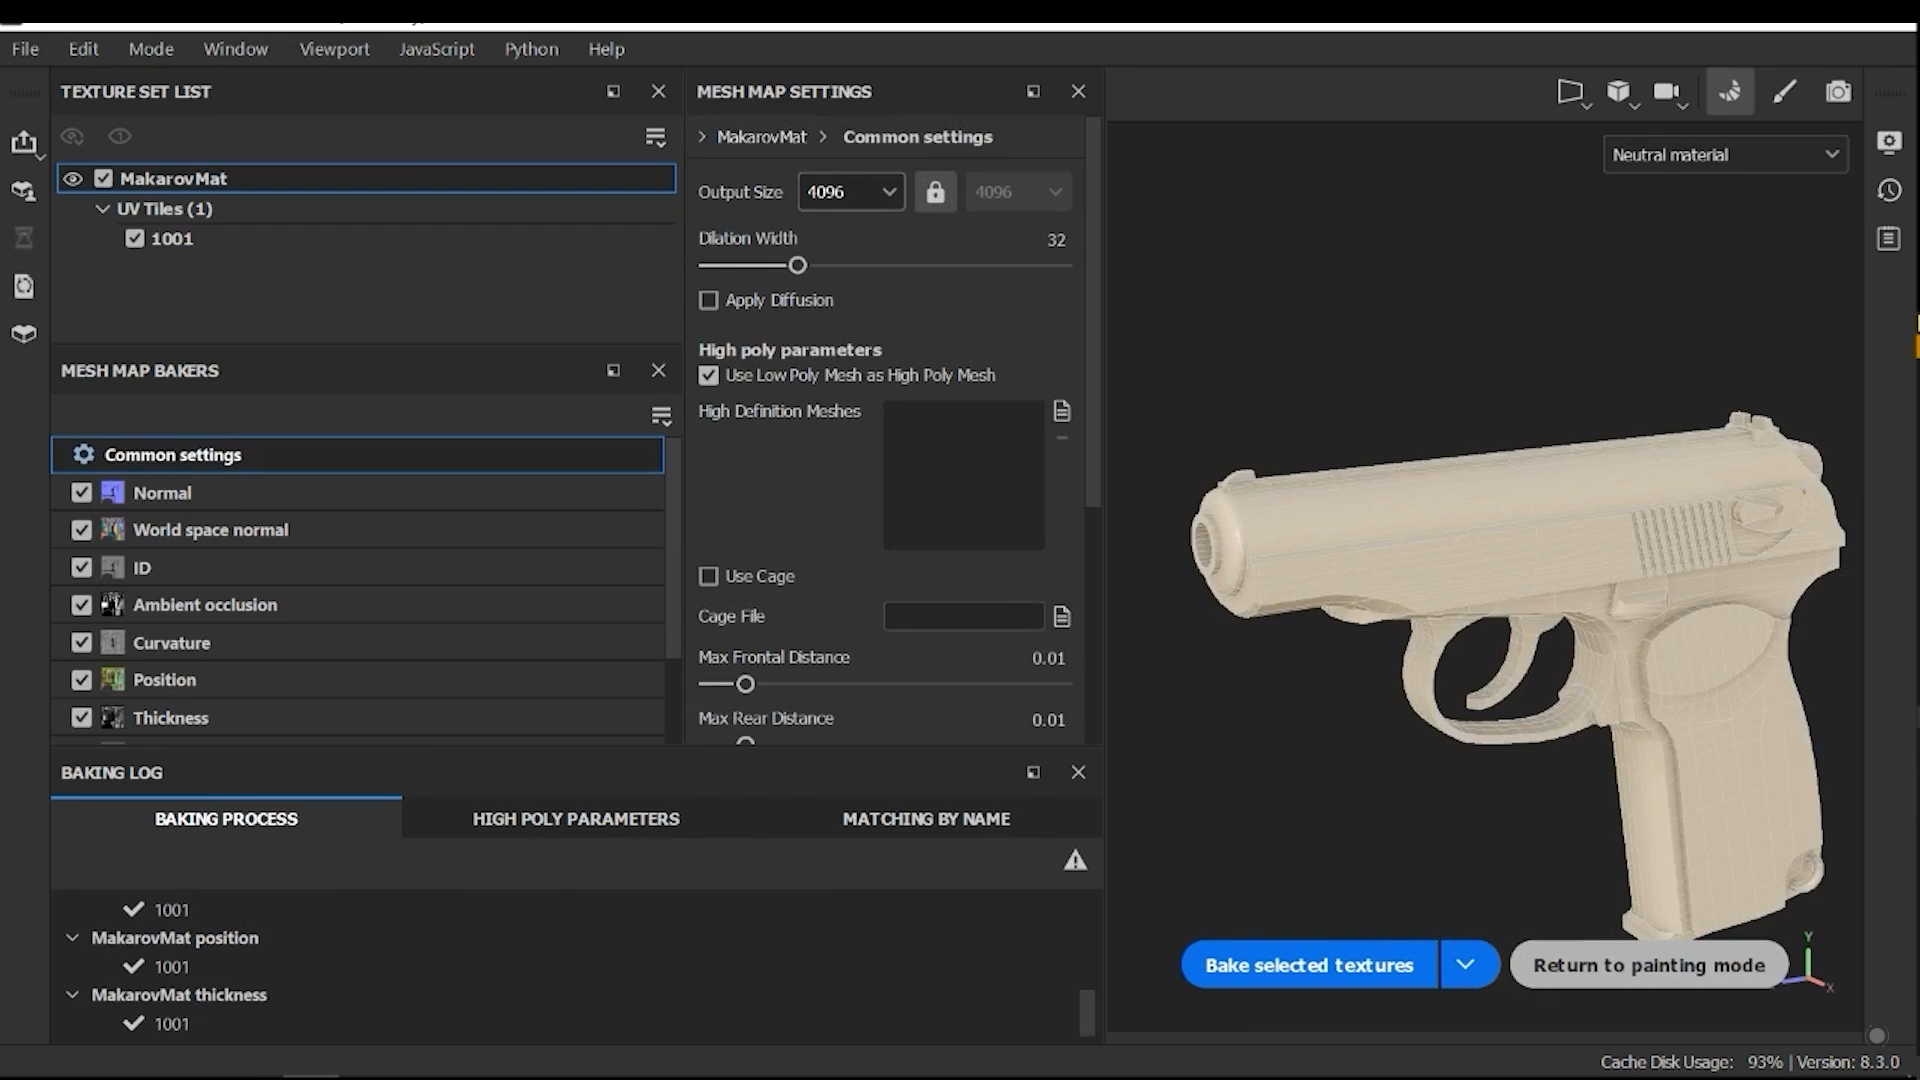 File Edit Mode Window Viewport JavaScript Python Help
TEXTURE SET LIST
MakarovMat
UV Tiles (1)
1001
MESH MAP BAKERS
Common settings
Normal
World space normal
ID
Ambient occlusion
Curvature
Position
Thickness
MESH MAP SETTINGS
MakarovMat Common settings
Output Size 4096 4096
Dilation Width 32
Apply Diffusion
High poly parameters
Use Low Poly Mesh as High Poly Mesh
High Definition Meshes
Use Cage
Cage File
Max Frontal Distance 0.01
Max Rear Distance 0.01
BAKING LOG
BAKING PROCESS HIGH POLY PARAMETERS MATCHING BY NAME
1001
MakarovMat position
1001
MakarovMat thickness
1001
Neutral material
Bake selected textures
Return to painting mode
Y
X
Cache Disk Usage: 93% | Version: 8.3.0